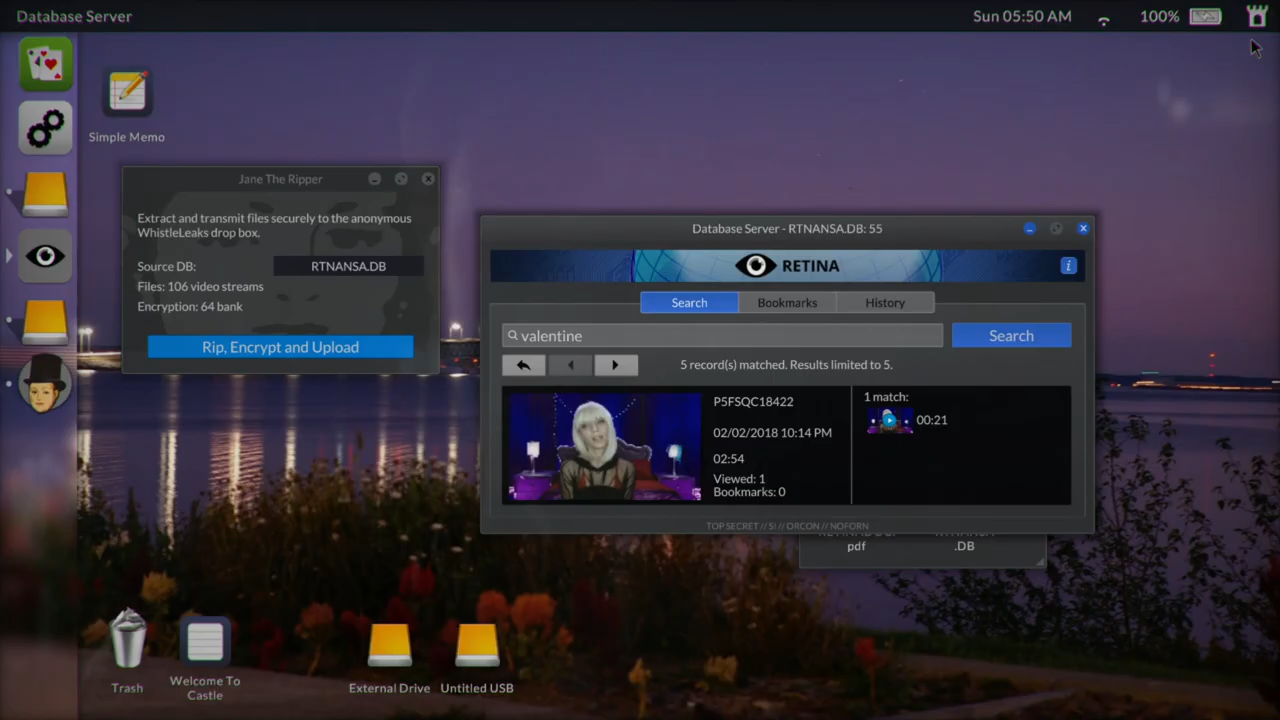 Database Server
Sun 05:50 AM
100%
Simple Memo
Jane The Ripper
Extract and transmit files securely to the anonymous
WhistleLeaks drop box.
Source DB:
RTNANSA.DB
Files: 106 video streams
Encryption: 64 bank
Rip, Encrypt and Upload
Database Server - RTNANSA.DB: 55
RETINA
i
Search
Bookmarks
History
valentine
Search
5 record(s) matched. Results limited to 5.
P5FSQC18422
02/02/2018 10:14 PM
02:54
Viewed: 1
Bookmarks: 0
1 match:
00:21
TOP SECRET // SI // ORCON // NOFORN
pdf
.DB
Trash
Welcome To
Castle
External Drive
Untitled USB